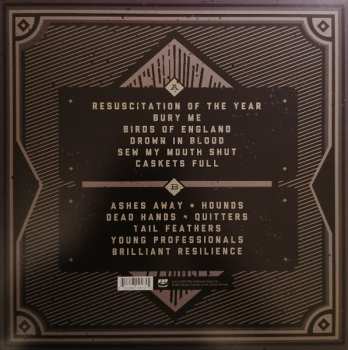 A
RESUSCITATION OF THE YEAR
BURY ME
BIRDS OF ENGLAND
DROWN IN BLOOD
SEW MY MOUTH SHUT
CASKETS FULL
B
ASHES AWAY • HOUNDS
DEAD HANDS • QUITTERS
TAIL FEATHERS
YOUNG PROFESSIONALS
BRILLIANT RESILIENCE